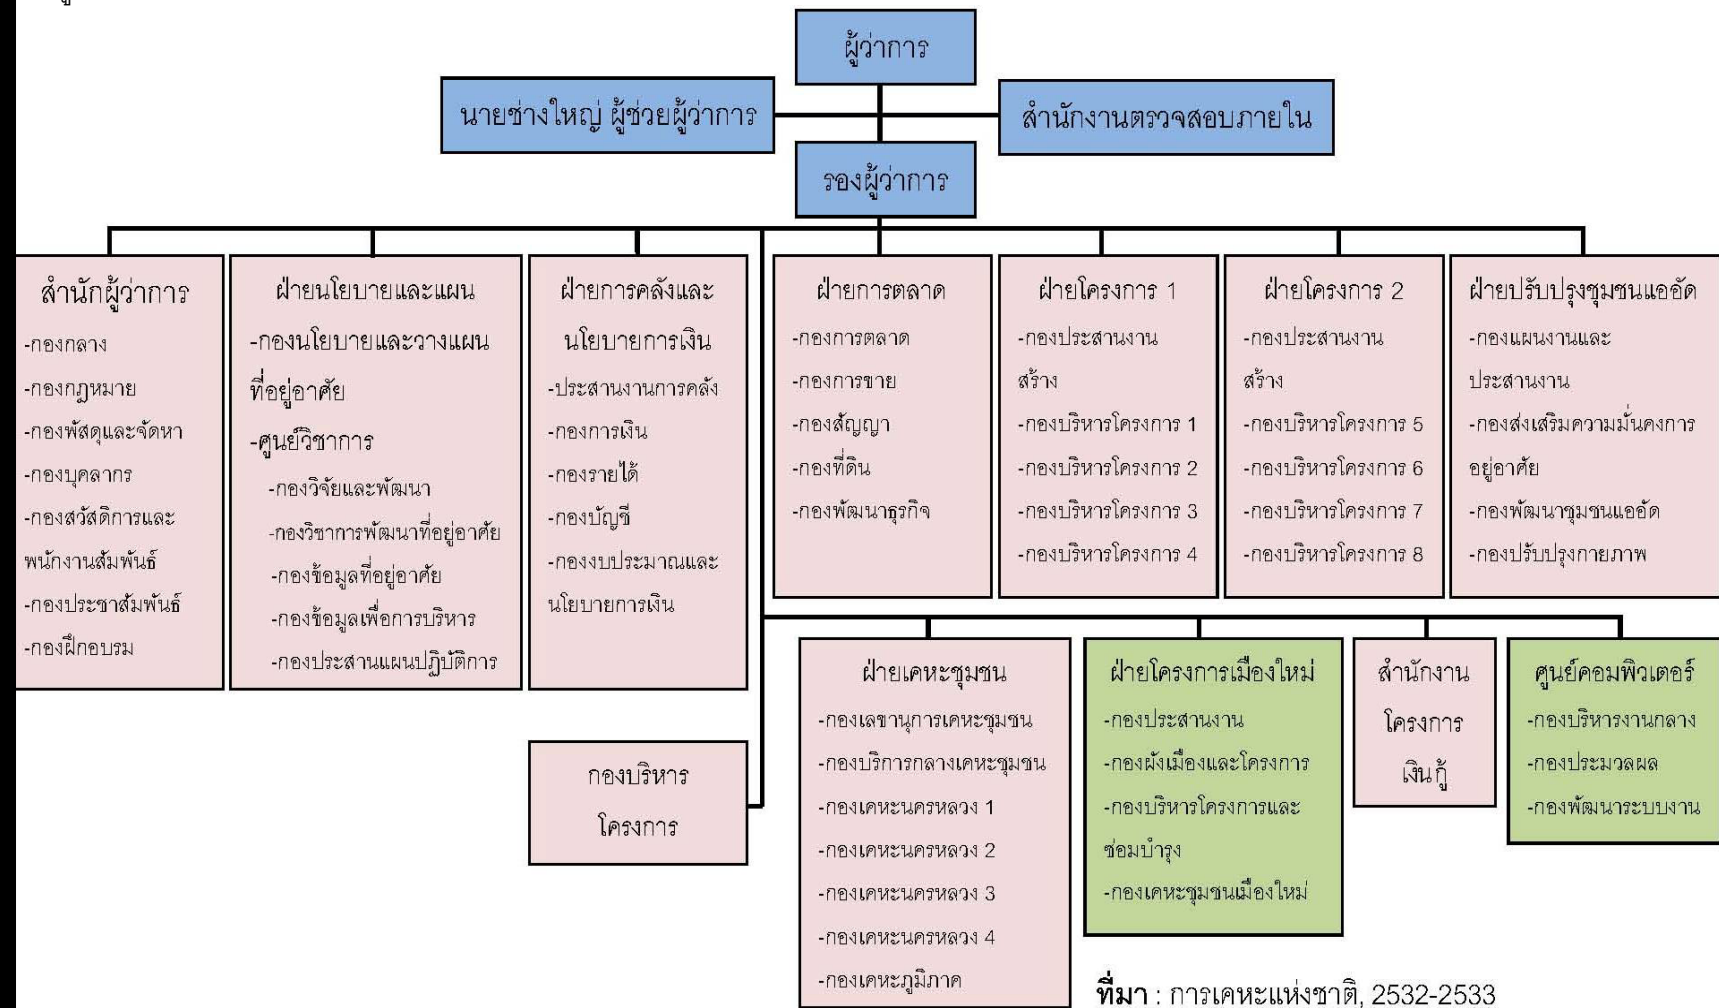 ผู้ว่าการ
นายช่างใหญ่ ผู้ช่วยผู้ว่าการ
สำนักงานตรวจสอบภายใน
รองผู้ว่าการ
สำนักผู้ว่าการ
-กองกลาง
-กองกฎหมาย
-กองพัสดุและจัดหา
-กองบุคลากร
-กองสวัสดิการและ
พนักงานสัมพันธ์
-กองประชาสัมพันธ์
-กองฝึกอบรม
ฝ่ายนโยบายและแผน
-กองนโยบายและวางแผน
ที่อยู่อาศัย
-ศูนย์วิชาการ
-กองวิจัยและพัฒนา
-กองวิชาการพัฒนาที่อยู่อาศัย
-กองข้อมูลที่อยู่อาศัย
-กองข้อมูลเพื่อการบริหาร
-กองประสานแผนปฏิบัติการ
ฝ่ายการคลังและ
นโยบายการเงิน
-ประสานงานการคลัง
-กองการเงิน
-กองรายได้
-กองบัญชี
-กองงบประมาณและ
นโยบายการเงิน
ฝ่ายการตลาด
-กองการตลาด
-กองการขาย
-กองสัญญา
-กองที่ดิน
-กองพัฒนาธุรกิจ
ฝ่ายโครงการ 1
-กองประสานงาน
สร้าง
-กองบริหารโครงการ 1
-กองบริหารโครงการ 2
-กองบริหารโครงการ 3
-กองบริหารโครงการ 4
ฝ่ายโครงการ 2
-กองประสานงาน
สร้าง
-กองบริหารโครงการ 5
-กองบริหารโครงการ 6
-กองบริหารโครงการ 7
-กองบริหารโครงการ 8
ฝ่ายปรับปรุงชุมชนแออัด
-กองแผนงานและ
ประสานงาน
-กองส่งเสริมความมั่นคงการ
อยู่อาศัย
-กองพัฒนาชุมชนแออัด
-กองปรับปรุงกายภาพ
กองบริหาร
โครงการ
ฝ่ายเคหะชุมชน
-กองเลขานุการเคหะชุมชน
-กองบริการกลางเคหะชุมชน
-กองเคหะนครหลวง 1
-กองเคหะนครหลวง 2
-กองเคหะนครหลวง 3
-กองเคหะนครหลวง 4
-กองเคหะภูมิภาค
ฝ่ายโครงการเมืองใหม่
-กองประสานงาน
-กองผังเมืองและโครงการ
-กองบริหารโครงการและ
ซ่อมบำรุง
-กองเคหะชุมชนเมืองใหม่
สำนักงาน
โครงการ
เงินกู้
ศูนย์คอมพิวเตอร์
-กองบริหารงานกลาง
-กองประมวลผล
-กองพัฒนาระบบงาน
ที่มา : การเคหะแห่งชาติ, 2532-2533